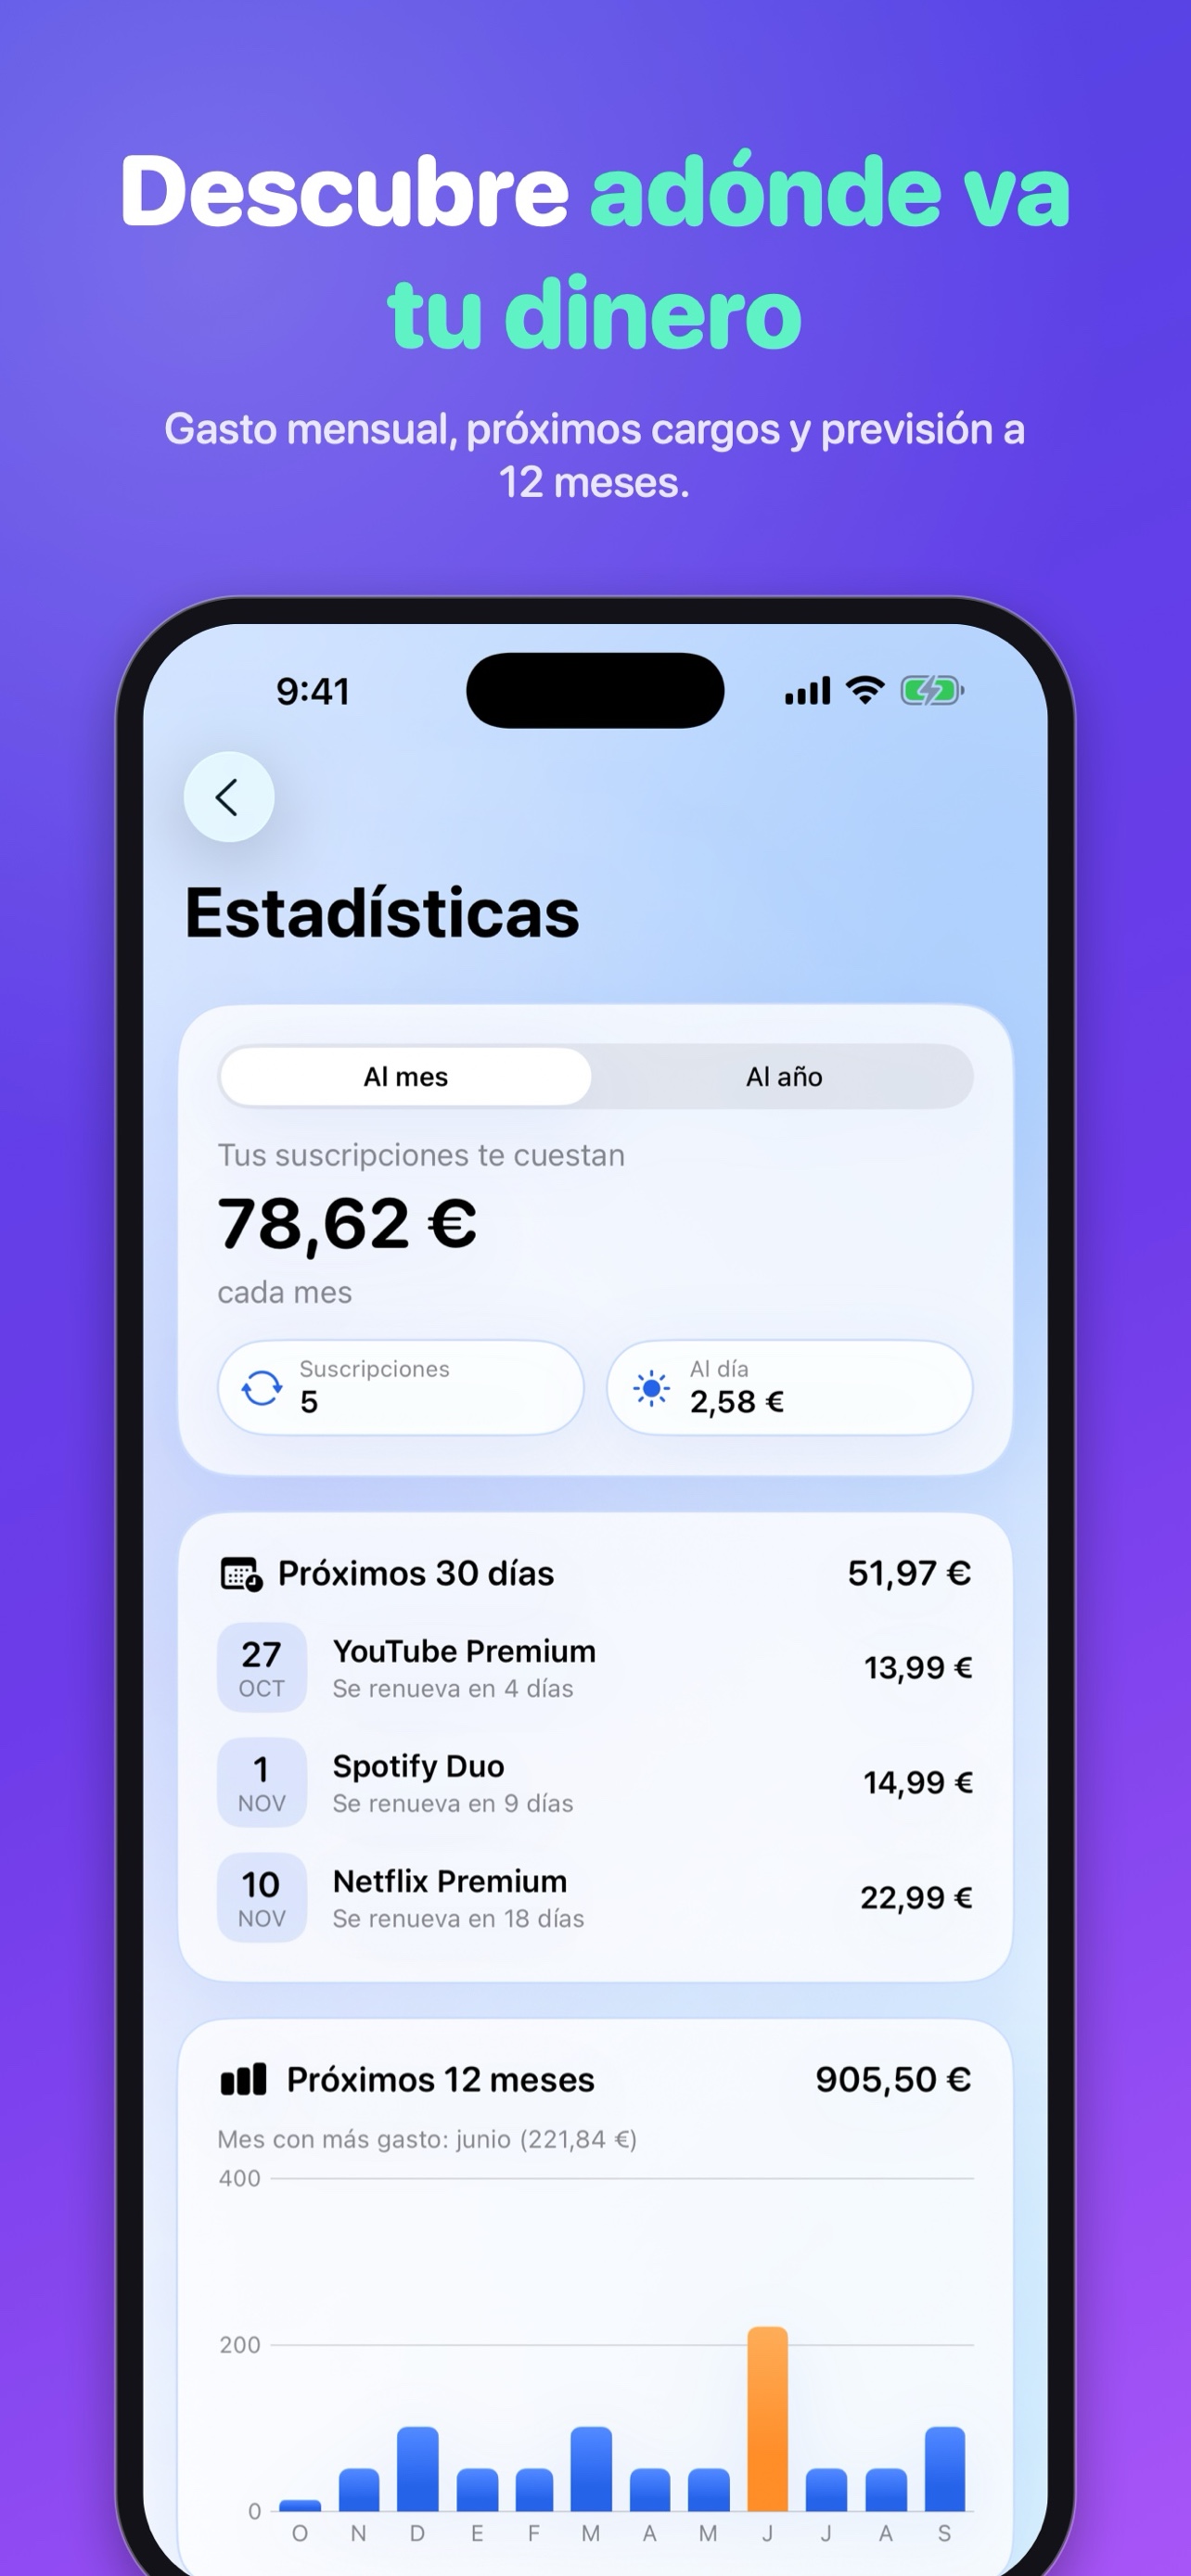 Descubre adónde va
tu dinero
Gasto mensual, próximos cargos y previsión a
12 meses.
9:41
Estadísticas
Al mes
Al año
Tus suscripciones te cuestan
78,62 €
cada mes
Suscripciones
5
Al día
2,58 €
Próximos 30 días
51,97 €
27
OCT
YouTube Premium
Se renueva en 4 días
13,99 €
1
NOV
Spotify Duo
Se renueva en 9 días
14,99 €
10
NOV
Netflix Premium
Se renueva en 18 días
22,99 €
Próximos 12 meses
905,50 €
Mes con más gasto: junio (221,84 €)
400
200
0
O N D E F M A M J J A S